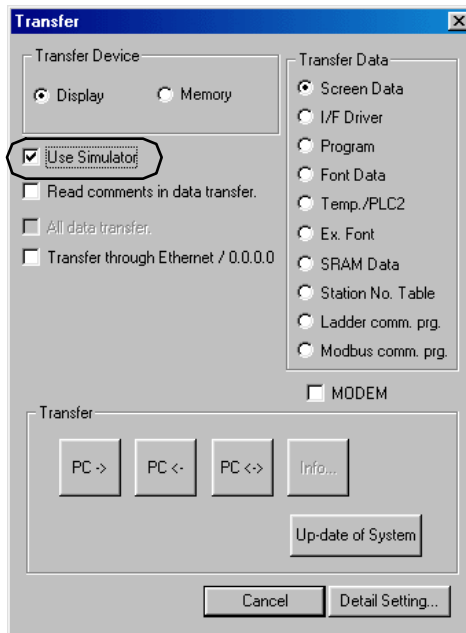 Transfer
Transfer Device
Display
Memory
Use Simulator
Read comments in data transfer.
All data transfer.
Transfer through Ethernet / 0.0.0.0
Transfer Data
Screen Data
I/F Driver
Program
Font Data
Temp./PLC2
Ex. Font
SRAM Data
Station No. Table
Ladder comm. prg.
Modbus comm. prg.
MODEM
Transfer
PC ->
PC <-
PC <->
Info...
Up-date of System
Cancel
Detail Setting...